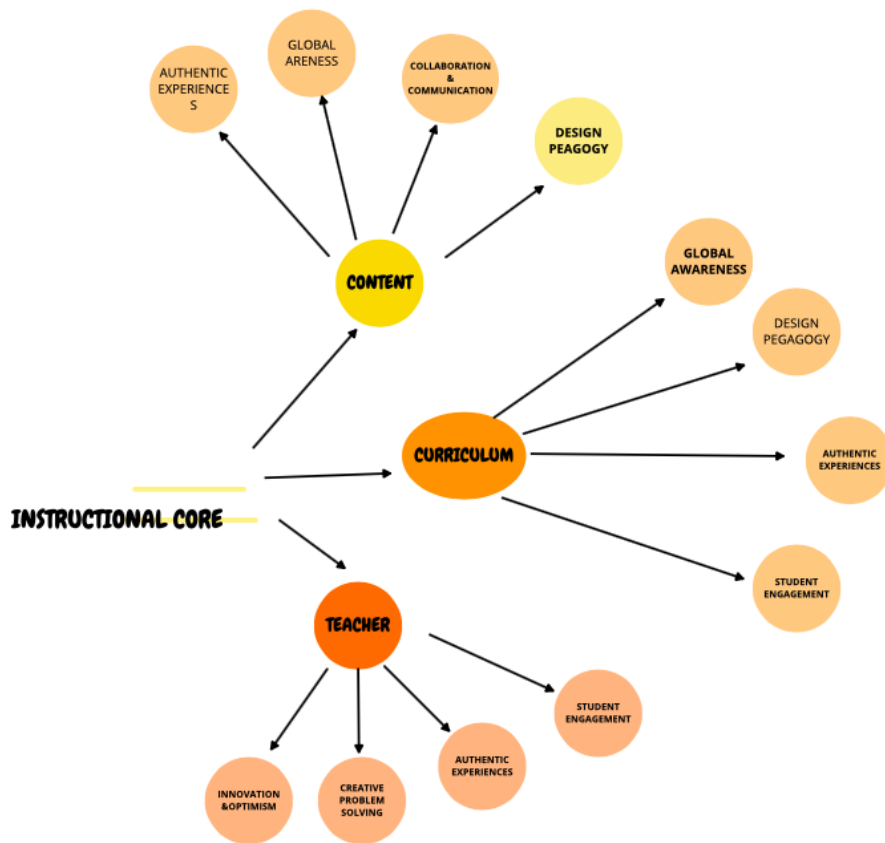 GLOBAL
ARENESS
AUTHENTIC
EXPERIENCE
S
COLLABORATION
&
COMMUNICATION
DESIGN
PEAGOGY
CONTENT
GLOBAL
AWARENESS
DESIGN
PEGAGOGY
CURRICULUM
AUTHENTIC
EXPERIENCES
INSTRUCTIONAL CORE
STUDENT
ENGAGEMENT
TEACHER
STUDENT
ENGAGEMENT
AUTHENTIC
EXPERIENCES
INNOVATION
&OPTIMISM
CREATIVE
PROBLEM
SOLVING